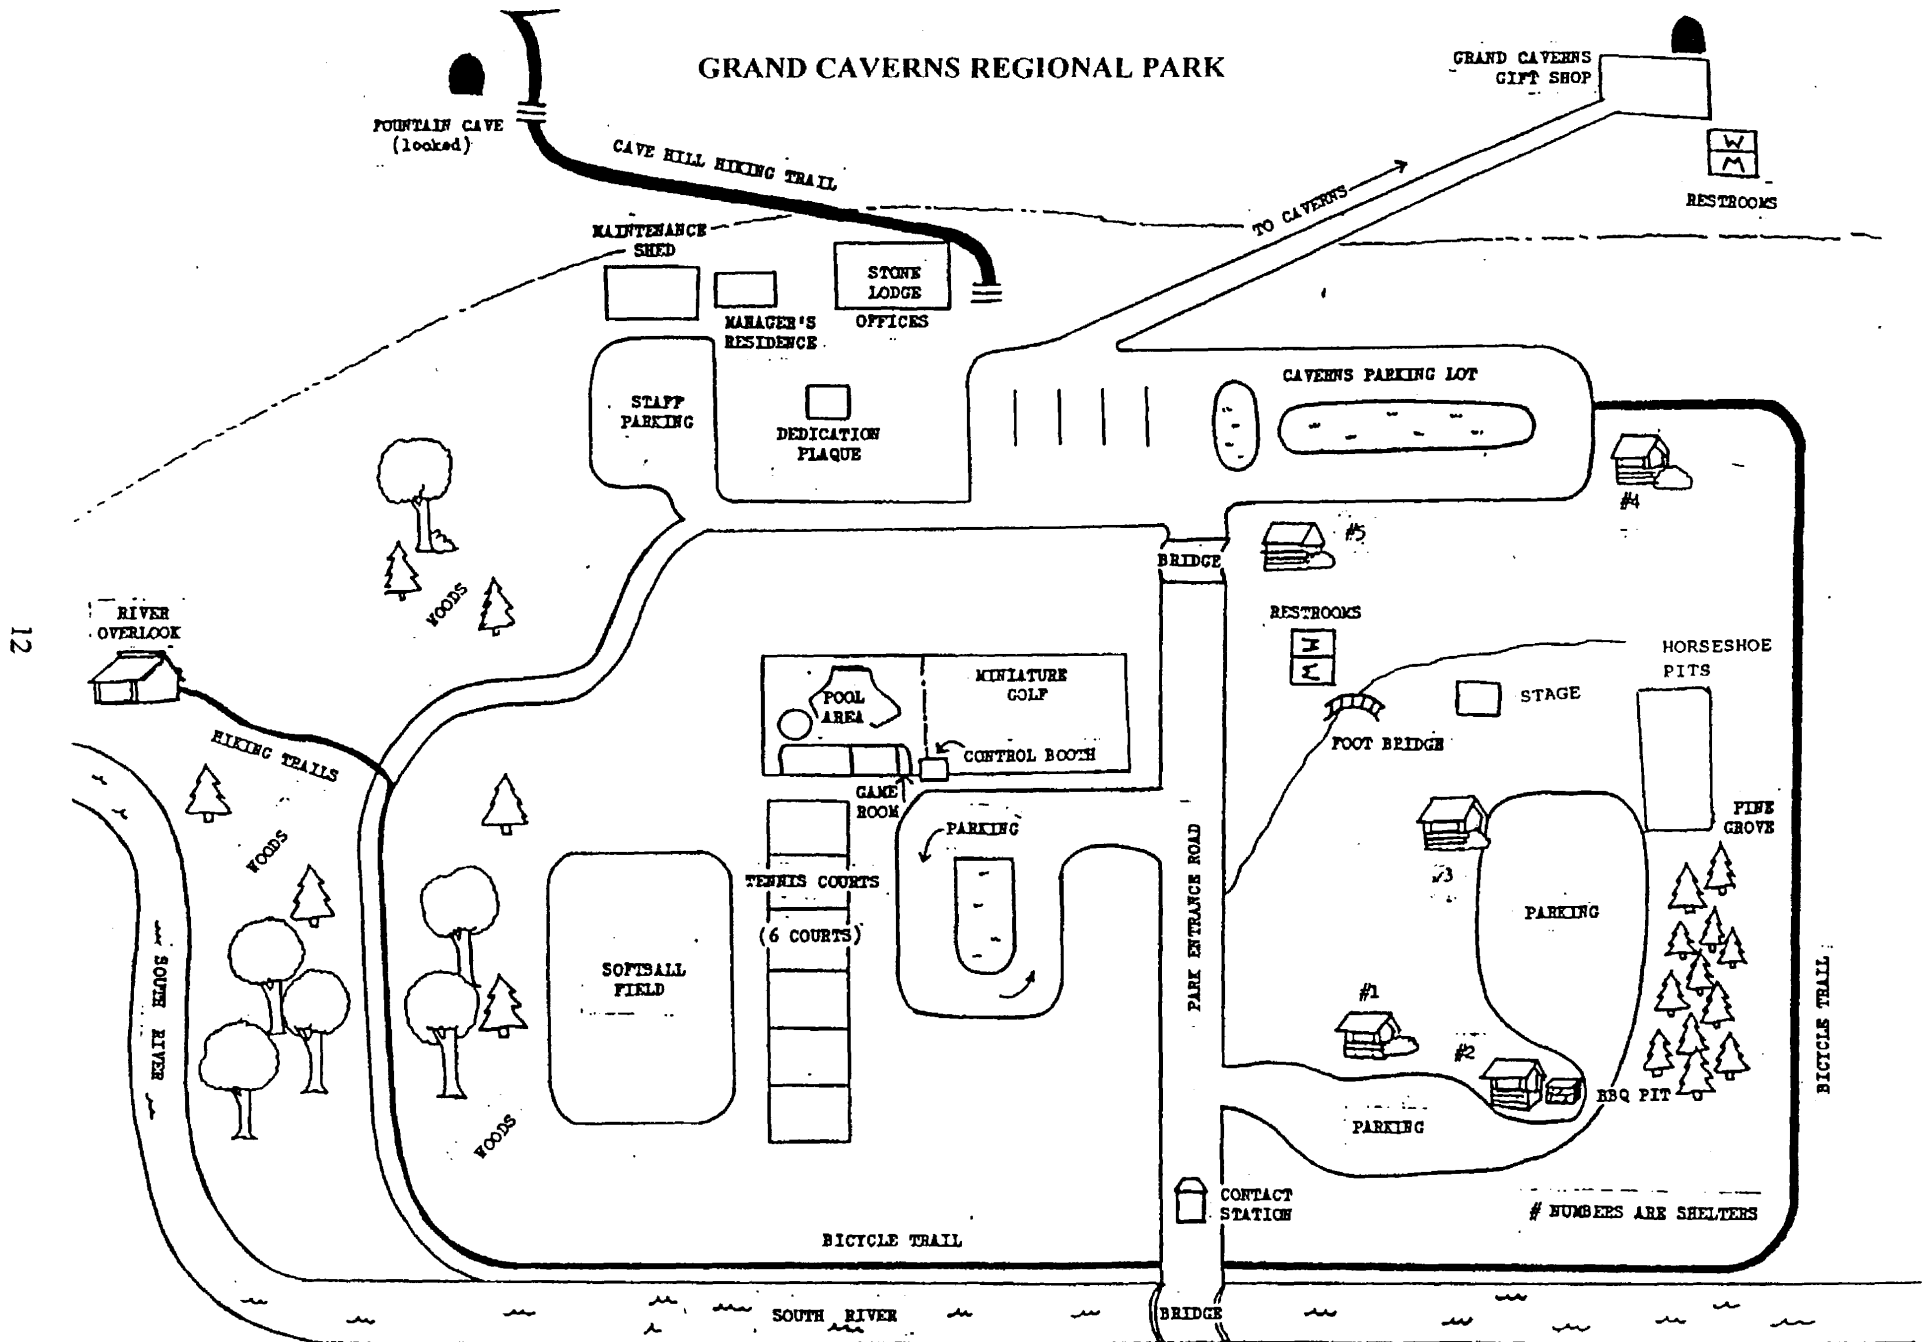 GRAND CAVERNS REGIONAL PARK
GRAND CAVERNS
GIFT SHOP
FOUNTAIN CAVE
(locked)
CAVE HILL HIKING TRAIL
W
M
RESTROOMS
TO CAVERNS
MAINTENANCE
SHED
STONE
LODGE
OFFICES
MANAGER'S
RESIDENCE
CAVERNS PARKING LOT
STAFF
PARKING
DEDICATION
PLAQUE
#4
#5
BRIDGE
WOODS
RIVER
OVERLOOK
12
RESTROOMS
M
W
HORSESHOE
PITS
MINIATURE
GOLF
POOL
AREA
STAGE
FOOT BRIDGE
HIKING TRAILS
CONTROL BOOTH
GAME
ROOM
PARKING
PINE
GROVE
WOODS
PARK ENTRANCE ROAD
TENNIS COURTS
(6 COURTS)
3
PARKING
SOFTBALL
FIELD
SOUTH RIVER
#1
#2
BICYCLE TRAIL
BBQ PIT
PARKING
WOODS
CONTACT
STATION
# NUMBERS ARE SHELTERS
BICYCLE TRAIL
SOUTH RIVER
BRIDGE